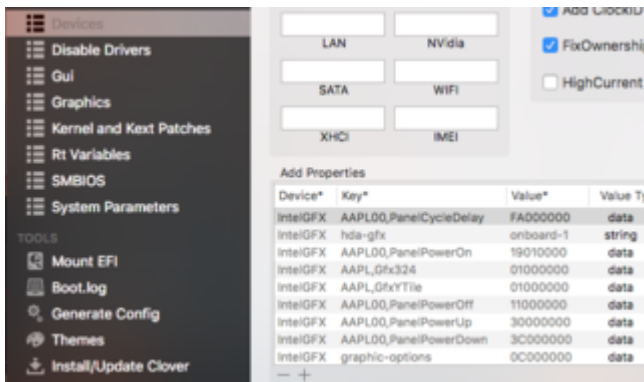 Devices
Disable Drivers
Gui
Graphics
Kernel and Kext Patches
Rt Variables
SMBIOS
System Parameters
TOOLS
Mount EFI
Boot.log
Generate Config
Themes
Install/Update Clover
Add ClockID
LAN NVidia
FixOwnership
SATA WIFI
HighCurrent
XHCI IMEI
Add Properties
Device* Key* Value* Value Ty
IntelGFX AAPL00,PanelCycleDelay FA000000 data
IntelGFX hda-gfx onboard-1 string
IntelGFX AAPL00,PanelPowerOn 19010000 data
IntelGFX AAPL,Gfx324 01000000 data
IntelGFX AAPL,GfxYTile 01000000 data
IntelGFX AAPL00,PanelPowerOff 11000000 data
IntelGFX AAPL00,PanelPowerUp 30000000 data
IntelGFX AAPL00,PanelPowerDown 3C000000 data
IntelGFX graphic-options 0C000000 data